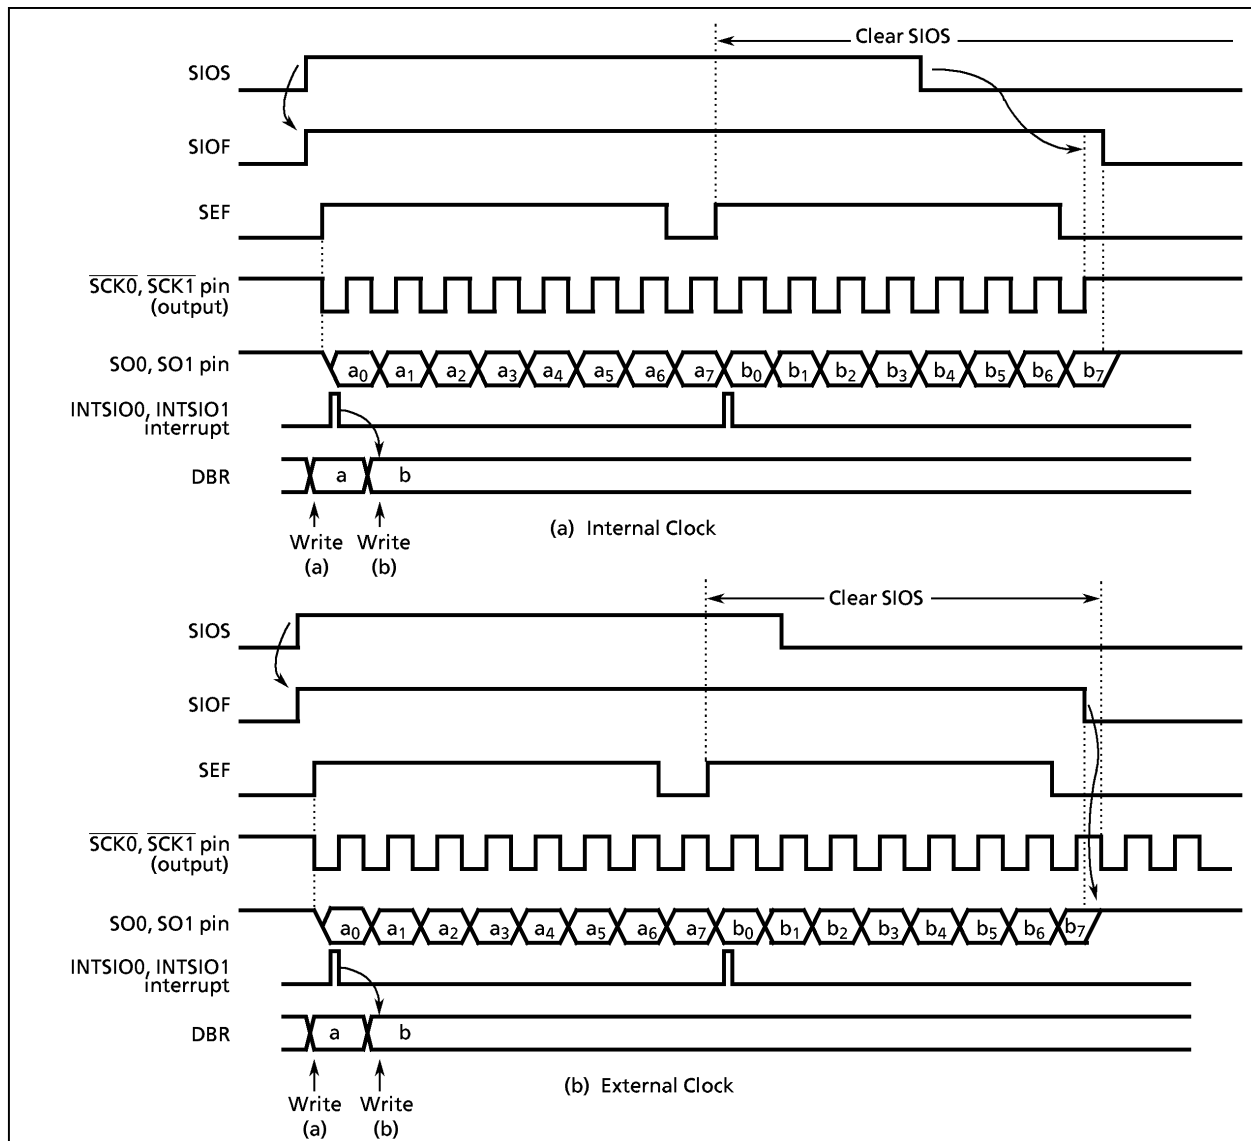 Clear SIOS
SIOS
SIOF
SEF
SCK0, SCK1 pin
(output)
SO0, SO1 pin
a0 a1 a2 a3 a4 a5 a6 a7 b0 b1 b2 b3 b4 b5 b6 b7
INTSIO0, INTSIO1
interrupt
DBR
a b
Write Write
(a) (b)
(a) Internal Clock
Clear SIOS
SIOS
SIOF
SEF
SCK0, SCK1 pin
(output)
SO0, SO1 pin
a0 a1 a2 a3 a4 a5 a6 a7 b0 b1 b2 b3 b4 b5 b6 b7
INTSIO0, INTSIO1
interrupt
DBR
a b
Write Write
(a) (b)
(b) External Clock